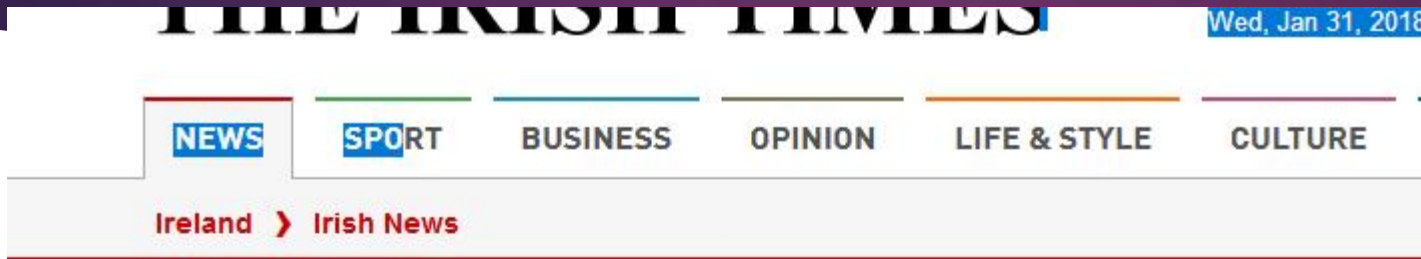 THE IRISH TIMES
Wed, Jan 31, 2018
NEWS SPORT BUSINESS OPINION LIFE & STYLE CULTURE
Ireland ❯ Irish News